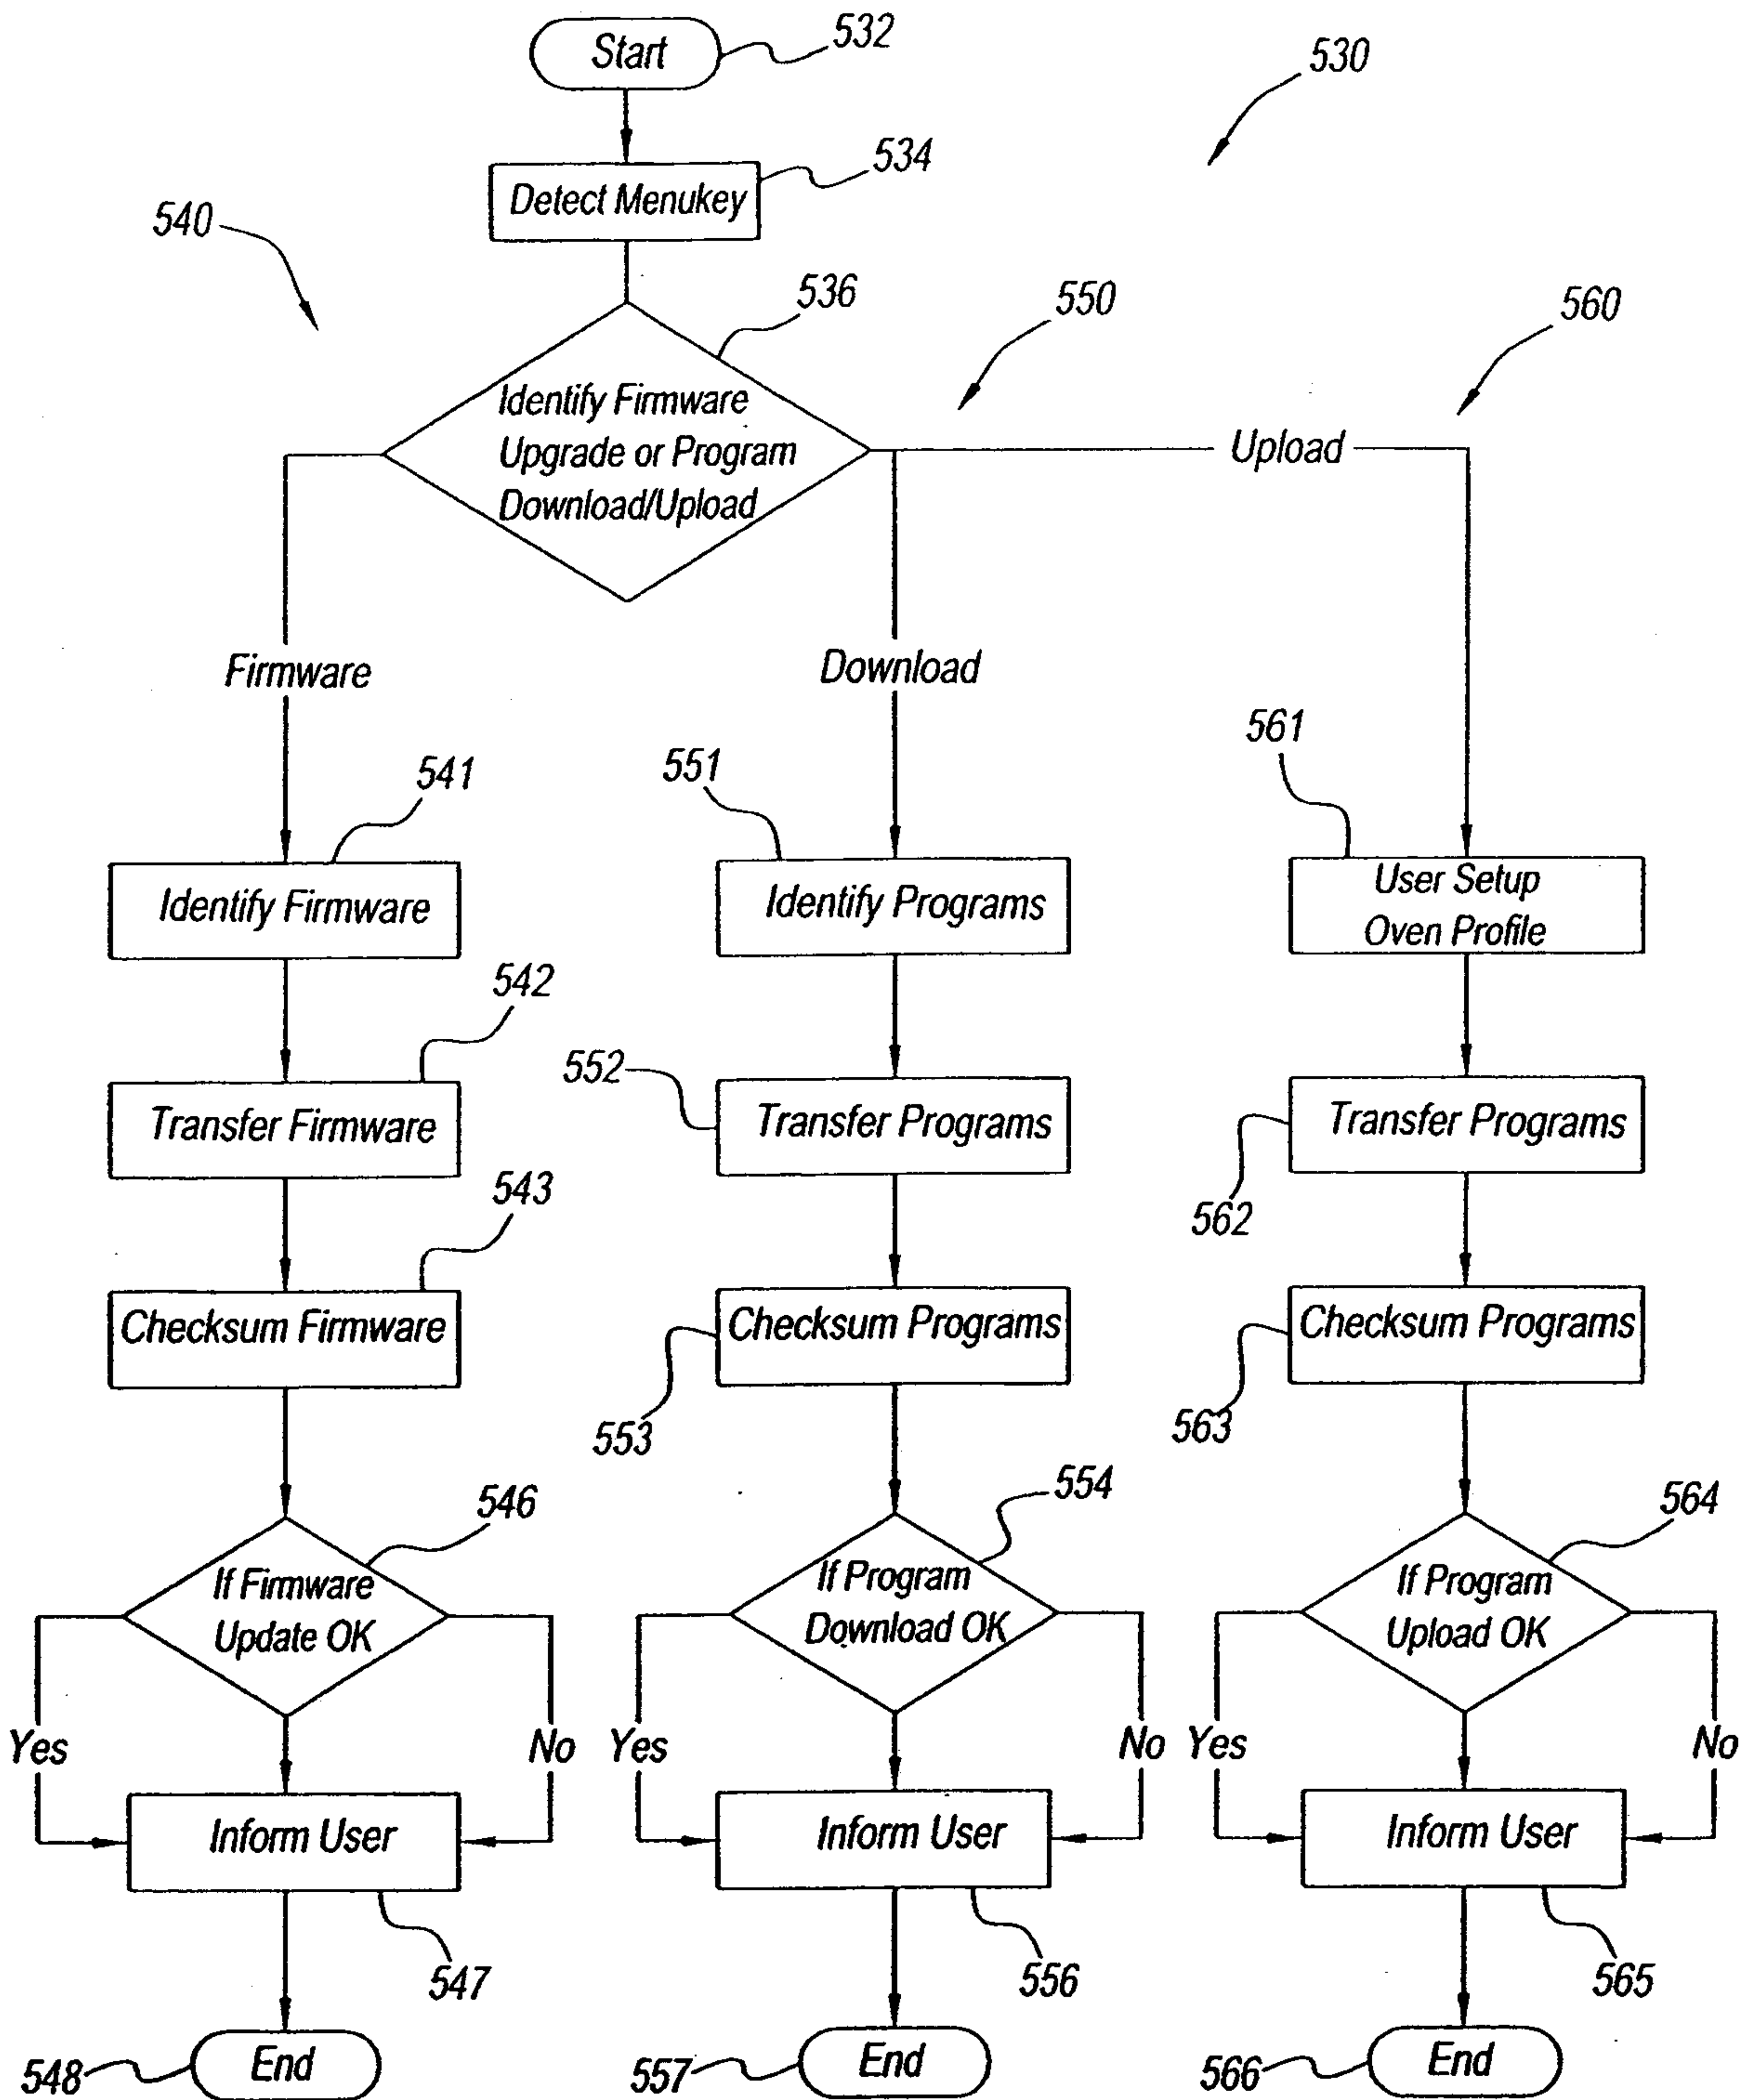 Start
532
530
534
Detect Menukey
540
536
550
560
Identify Firmware
Upgrade or Program
Download/Upload
Upload
Firmware
Download
541
551
561
Identify Firmware
Identify Programs
User Setup
Oven Profile
542
552
Transfer Firmware
Transfer Programs
Transfer Programs
543
562
Checksum Firmware
Checksum Programs
Checksum Programs
553
563
546
554
564
If Firmware
Update OK
If Program
Download OK
If Program
Upload OK
Yes
No
Yes
No
Yes
No
Inform User
Inform User
Inform User
547
556
565
548
End
557
End
566
End